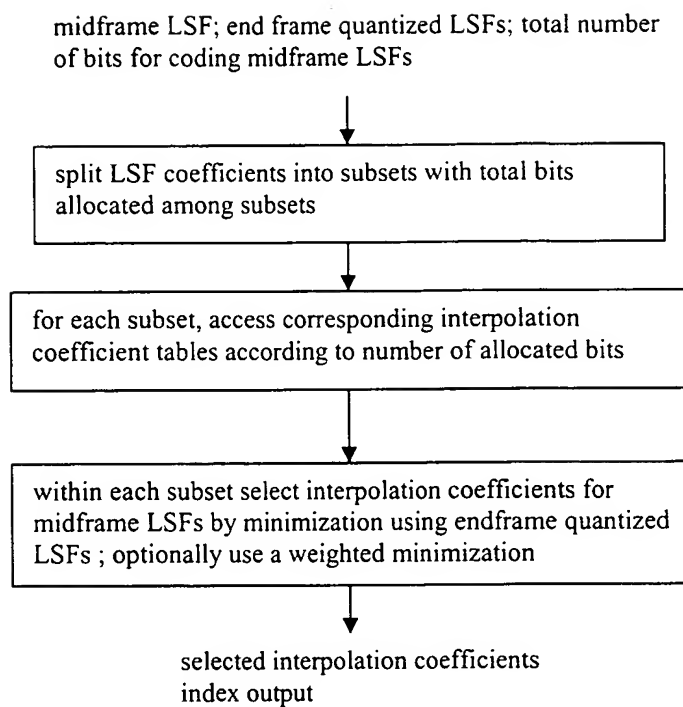 midframe LSF; end frame quantized LSFs; total number
of bits for coding midframe LSFs
split LSF coefficients into subsets with total bits
allocated among subsets
for each subset, access corresponding interpolation
coefficient tables according to number of allocated bits
within each subset select interpolation coefficients for
midframe LSFs by minimization using endframe quantized
LSFs ; optionally use a weighted minimization
selected interpolation coefficients
index output